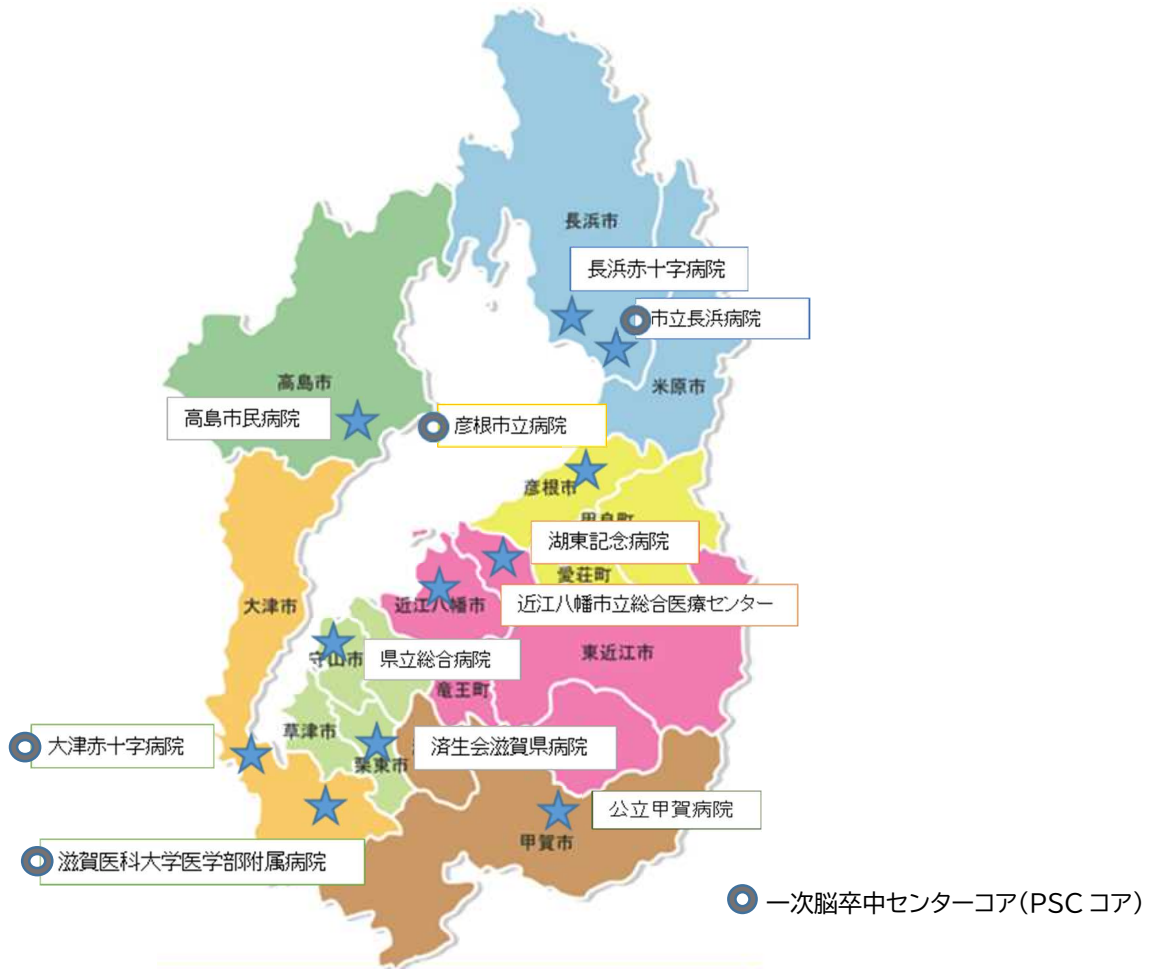 長浜市
長浜赤十字病院
市立長浜病院
高島市
米原市
高島市民病院
彦根市立病院
彦根市
湖東記念病院
愛荘町
大津市
近江八幡市
近江八幡市立総合医療センター
守山市
県立総合病院
東近江市
竜王町
草津市
大津赤十字病院
済生会滋賀県病院
栗東市
公立甲賀病院
甲賀市
滋賀医科大学医学部附属病院
一次脳卒中センターコア(PSC コア)